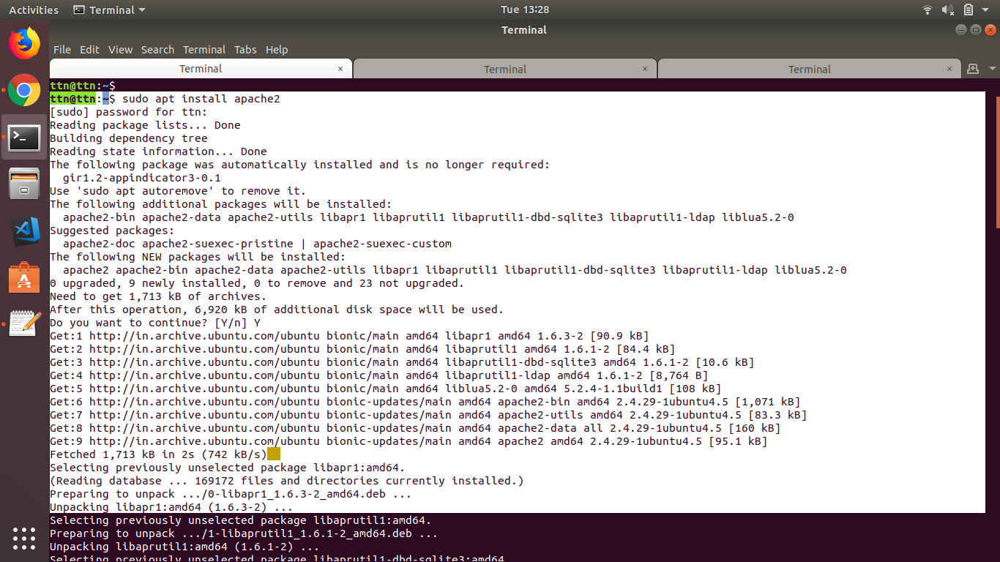 Activities Terminal Tue 13:28
Terminal
File Edit View Search Terminal Tabs Help
Terminal × Terminal × Terminal ×
ttn@ttn:~$
ttn@ttn:~$ sudo apt install apache2
[sudo] password for ttn:
Reading package lists... Done
Building dependency tree
Reading state information... Done
The following package was automatically installed and is no longer required:
  gir1.2-appindicator3-0.1
Use 'sudo apt autoremove' to remove it.
The following additional packages will be installed:
  apache2-bin apache2-data apache2-utils libapr1 libaprutil1 libaprutil1-dbd-sqlite3 libaprutil1-ldap liblua5.2-0
Suggested packages:
  apache2-doc apache2-suexec-pristine | apache2-suexec-custom
The following NEW packages will be installed:
  apache2 apache2-bin apache2-data apache2-utils libapr1 libaprutil1 libaprutil1-dbd-sqlite3 libaprutil1-ldap liblua5.2-0
0 upgraded, 9 newly installed, 0 to remove and 23 not upgraded.
Need to get 1,713 kB of archives.
After this operation, 6,920 kB of additional disk space will be used.
Do you want to continue? [Y/n] Y
Get:1 http://in.archive.ubuntu.com/ubuntu bionic/main amd64 libapr1 amd64 1.6.3-2 [90.9 kB]
Get:2 http://in.archive.ubuntu.com/ubuntu bionic/main amd64 libaprutil1 amd64 1.6.1-2 [84.4 kB]
Get:3 http://in.archive.ubuntu.com/ubuntu bionic/main amd64 libaprutil1-dbd-sqlite3 amd64 1.6.1-2 [10.6 kB]
Get:4 http://in.archive.ubuntu.com/ubuntu bionic/main amd64 libaprutil1-ldap amd64 1.6.1-2 [8,764 B]
Get:5 http://in.archive.ubuntu.com/ubuntu bionic/main amd64 liblua5.2-0 amd64 5.2.4-1.1build1 [108 kB]
Get:6 http://in.archive.ubuntu.com/ubuntu bionic-updates/main amd64 apache2-bin amd64 2.4.29-1ubuntu4.5 [1,071 kB]
Get:7 http://in.archive.ubuntu.com/ubuntu bionic-updates/main amd64 apache2-utils amd64 2.4.29-1ubuntu4.5 [83.3 kB]
Get:8 http://in.archive.ubuntu.com/ubuntu bionic-updates/main amd64 apache2-data all 2.4.29-1ubuntu4.5 [160 kB]
Get:9 http://in.archive.ubuntu.com/ubuntu bionic-updates/main amd64 apache2 amd64 2.4.29-1ubuntu4.5 [95.1 kB]
Fetched 1,713 kB in 2s (742 kB/s)
Selecting previously unselected package libapr1:amd64.
(Reading database ... 169172 files and directories currently installed.)
Preparing to unpack .../0-libapr1_1.6.3-2_amd64.deb ...
Unpacking libapr1:amd64 (1.6.3-2) ...
Selecting previously unselected package libaprutil1:amd64.
Preparing to unpack .../1-libaprutil1_1.6.1-2_amd64.deb ...
Unpacking libaprutil1:amd64 (1.6.1-2) ...
Selecting previously unselected package libaprutil1-dbd-sqlite3:amd64.